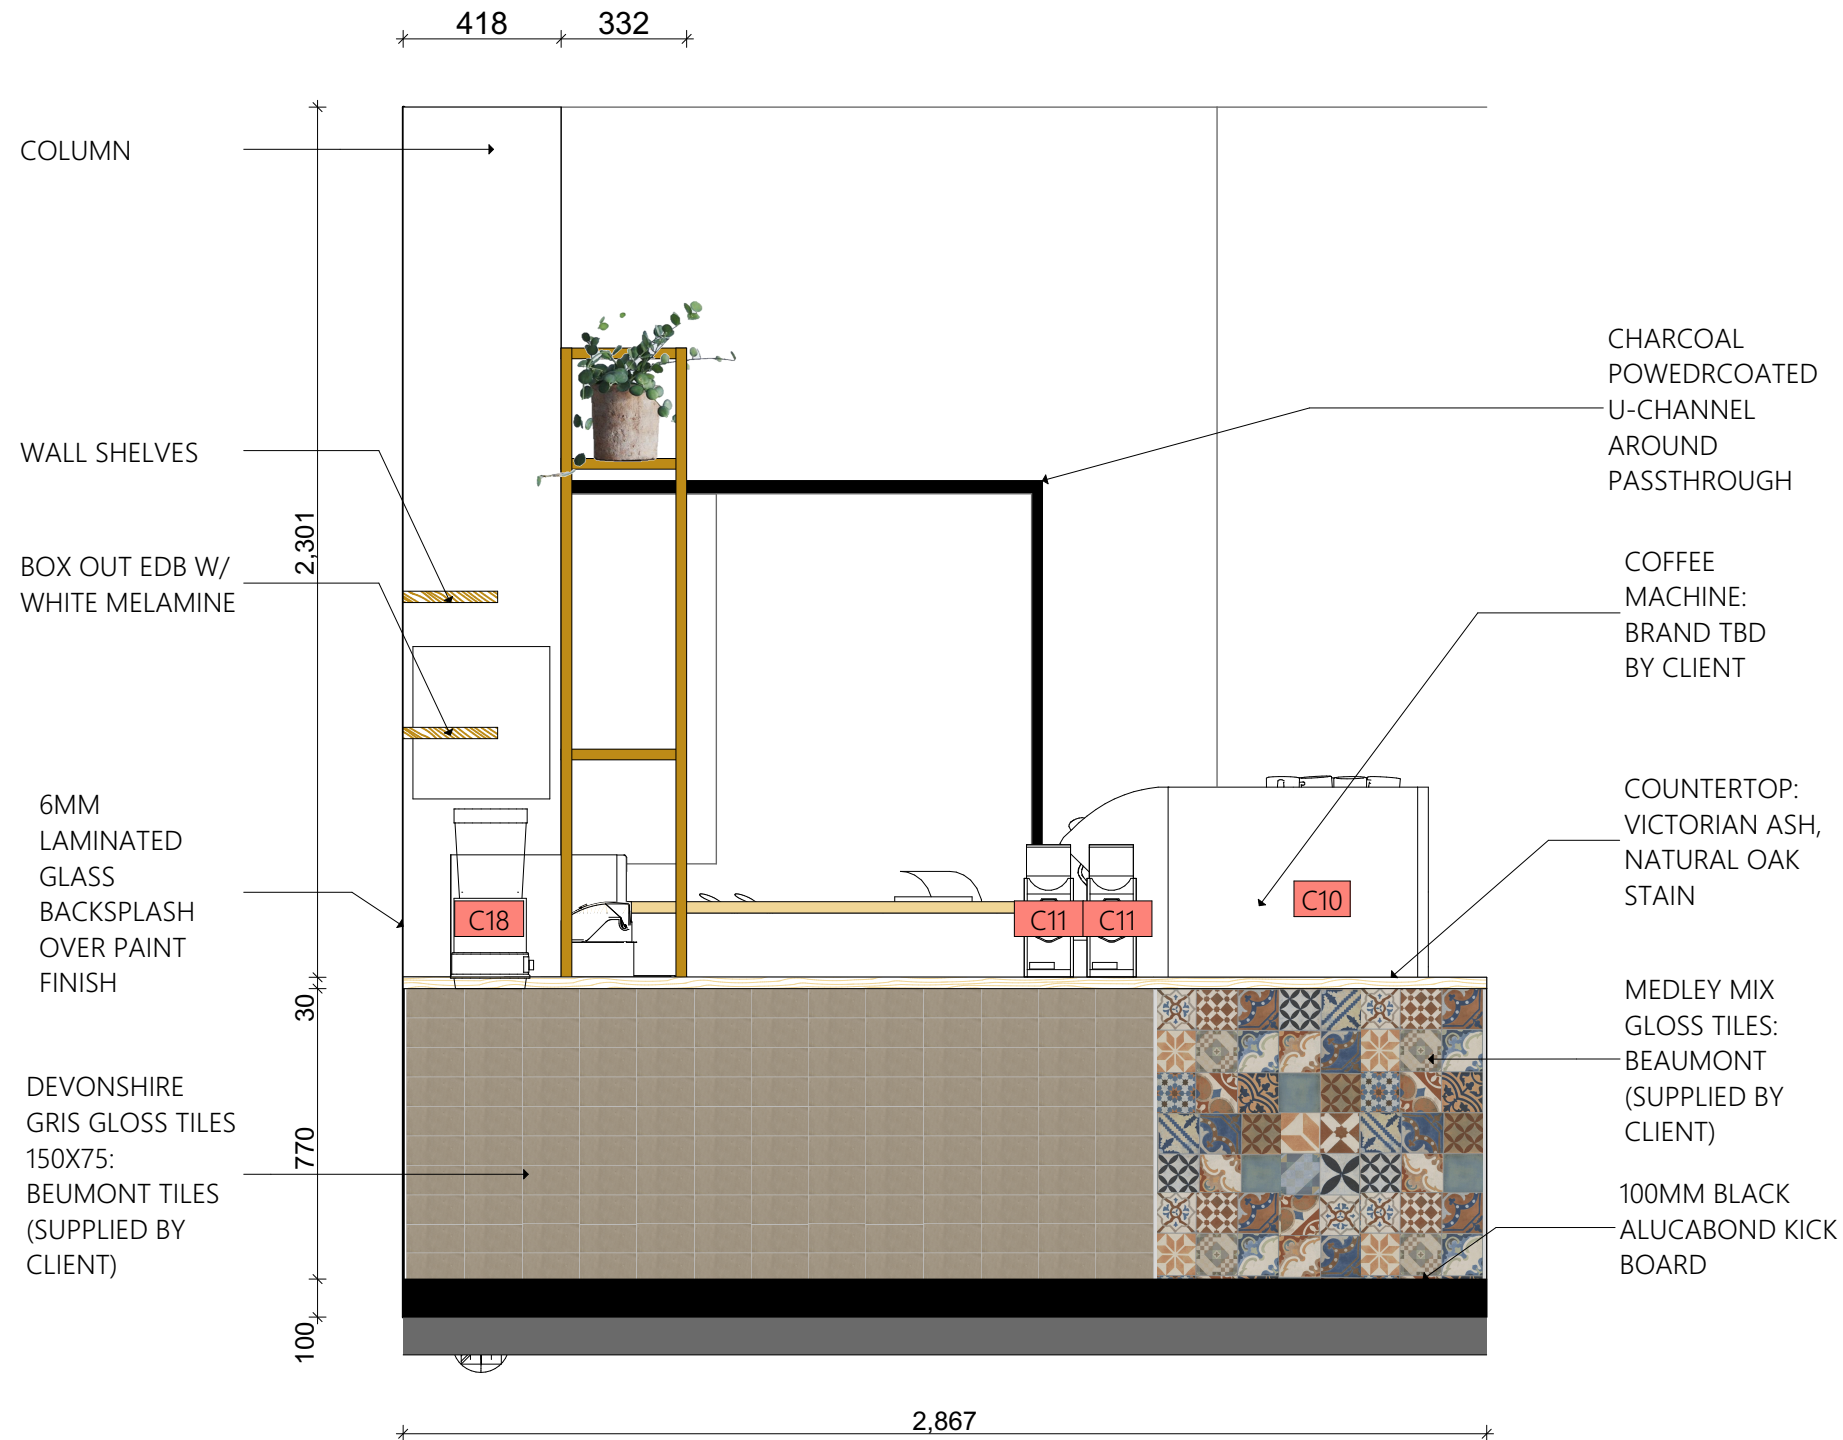 418
332
COLUMN
WALL SHELVES
2,301
BOX OUT EDB W/
WHITE MELAMINE
6MM
LAMINATED
GLASS
BACKSPLASH
OVER PAINT
FINISH
30
DEVONSHIRE
GRIS GLOSS TILES
150X75:
BEUMONT TILES
(SUPPLIED BY
CLIENT)
770
100
C18
C11
C11
C10
CHARCOAL
POWEDRCOATED
U-CHANNEL
AROUND
PASSTHROUGH
COFFEE
MACHINE:
BRAND TBD
BY CLIENT
COUNTERTOP:
VICTORIAN ASH,
NATURAL OAK
STAIN
MEDLEY MIX
GLOSS TILES:
BEAUMONT
(SUPPLIED BY
CLIENT)
100MM BLACK
ALUCABOND KICK
BOARD
2,867